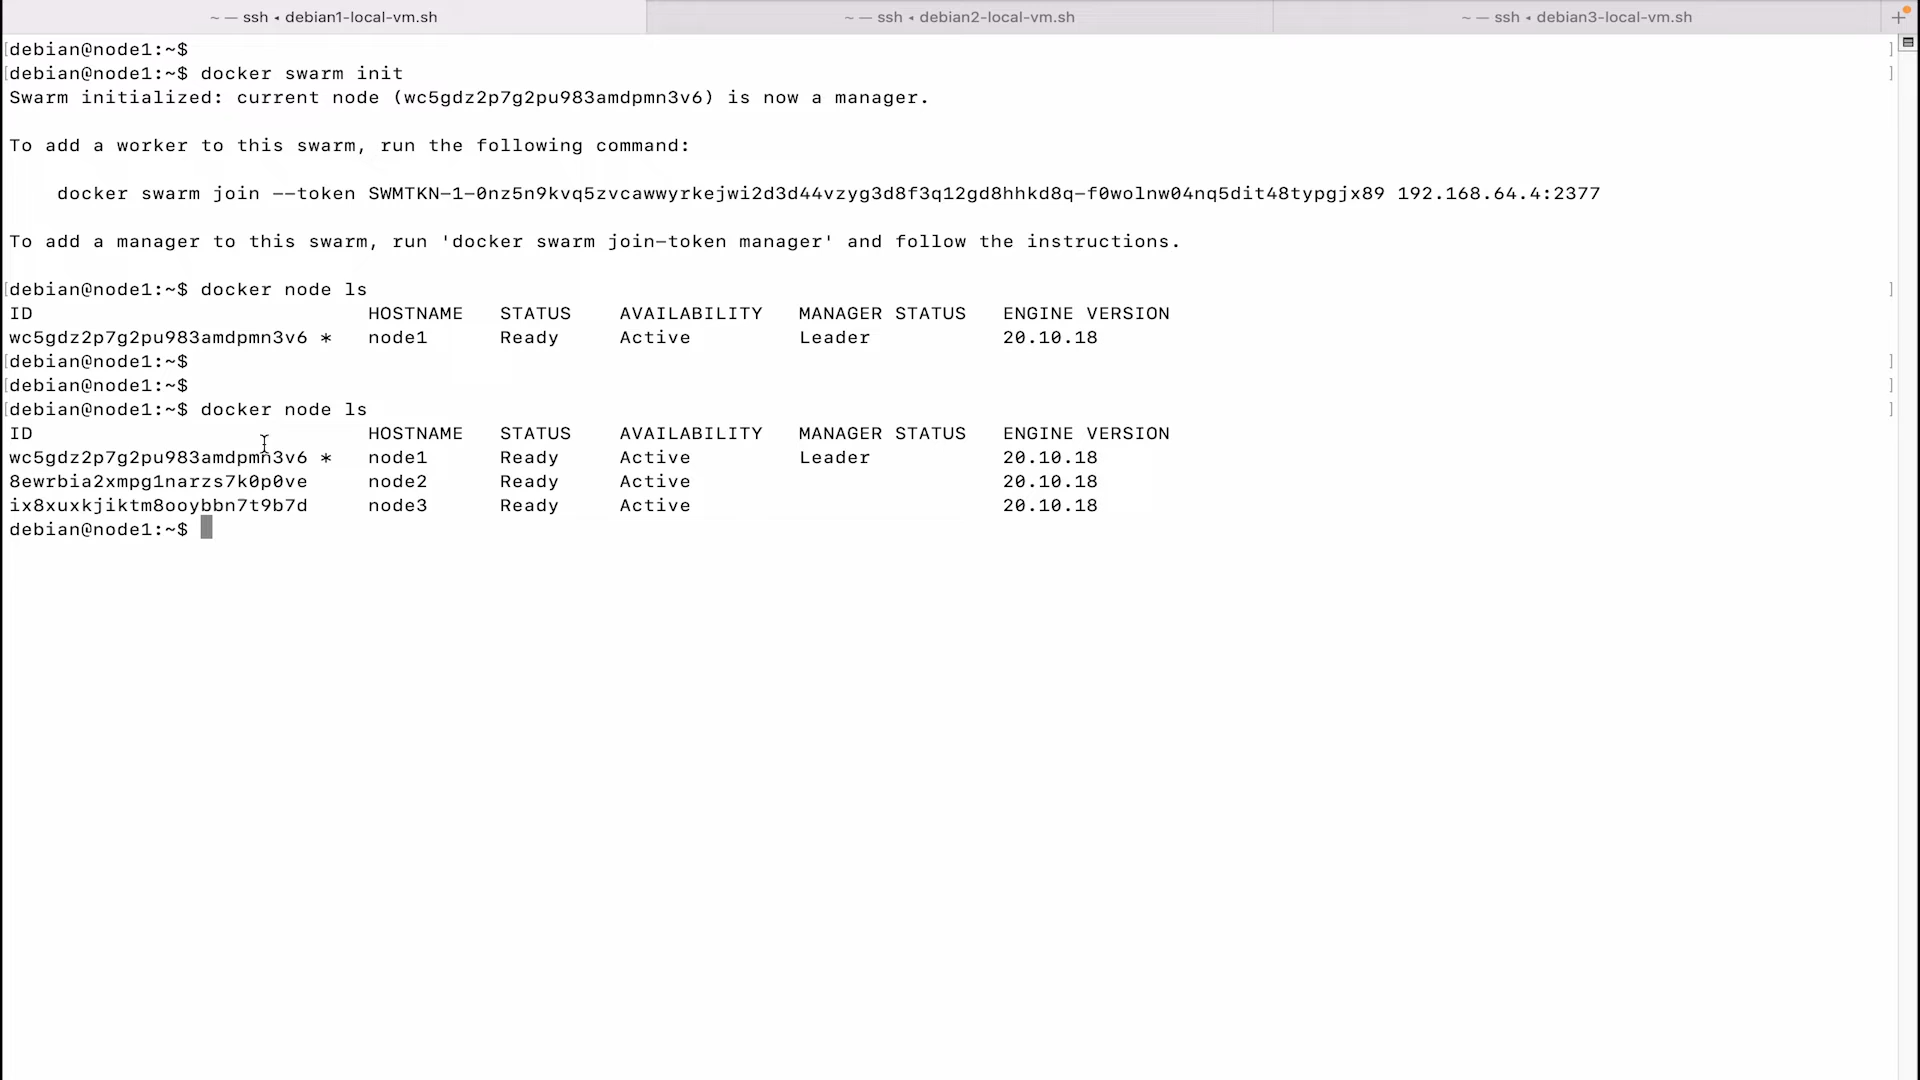 ~ — ssh ◂ debian1-local-vm.sh
~ — ssh ◂ debian2-local-vm.sh
~ — ssh ◂ debian3-local-vm.sh
[debian@node1:~$ ]
[debian@node1:~$ docker swarm init ]
Swarm initialized: current node (wc5gdz2p7g2pu983amdpmn3v6) is now a manager.
To add a worker to this swarm, run the following command:
docker swarm join --token SWMTKN-1-0nz5n9kvq5zvcawwyrkejwi2d3d44vzyg3d8f3q12gd8hhkd8q-f0wolnw04nq5dit48typgjx89 192.168.64.4:2377
To add a manager to this swarm, run 'docker swarm join-token manager' and follow the instructions.
[debian@node1:~$ docker node ls ]
ID HOSTNAME STATUS AVAILABILITY MANAGER STATUS ENGINE VERSION
wc5gdz2p7g2pu983amdpmn3v6 * node1 Ready Active Leader 20.10.18
[debian@node1:~$ ]
[debian@node1:~$ ]
[debian@node1:~$ docker node ls ]
ID HOSTNAME STATUS AVAILABILITY MANAGER STATUS ENGINE VERSION
wc5gdz2p7g2pu983amdpmn3v6 * node1 Ready Active Leader 20.10.18
8ewrbia2xmpg1narzs7k0p0ve node2 Ready Active 20.10.18
ix8xuxkjiktm8ooybbn7t9b7d node3 Ready Active 20.10.18
debian@node1:~$